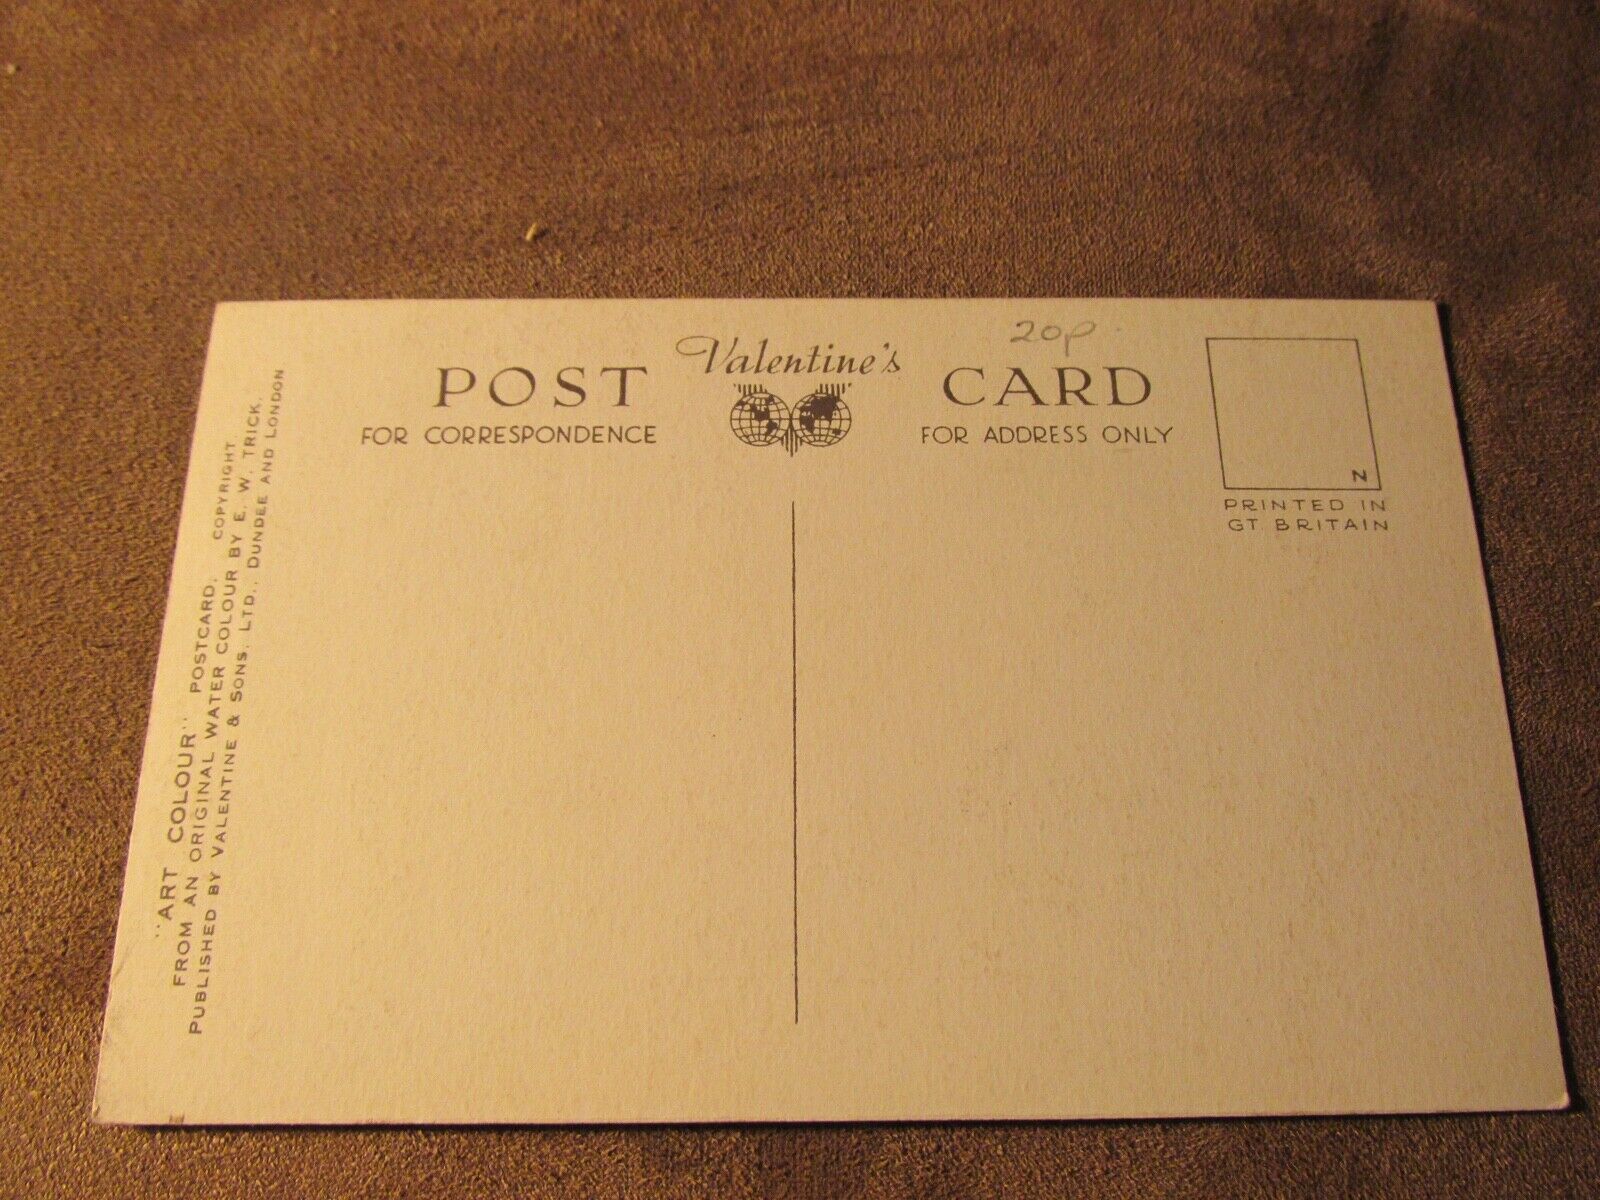 20p
Valentine's
POST CARD
FOR CORRESPONDENCE
FOR ADDRESS ONLY
N
PRINTED IN
GT. BRITAIN
"ART COLOUR" POSTCARD. COPYRIGHT
FROM AN ORIGINAL WATER COLOUR BY E. W. TRICK.
PUBLISHED BY VALENTINE & SONS. LTD., DUNDEE AND LONDON